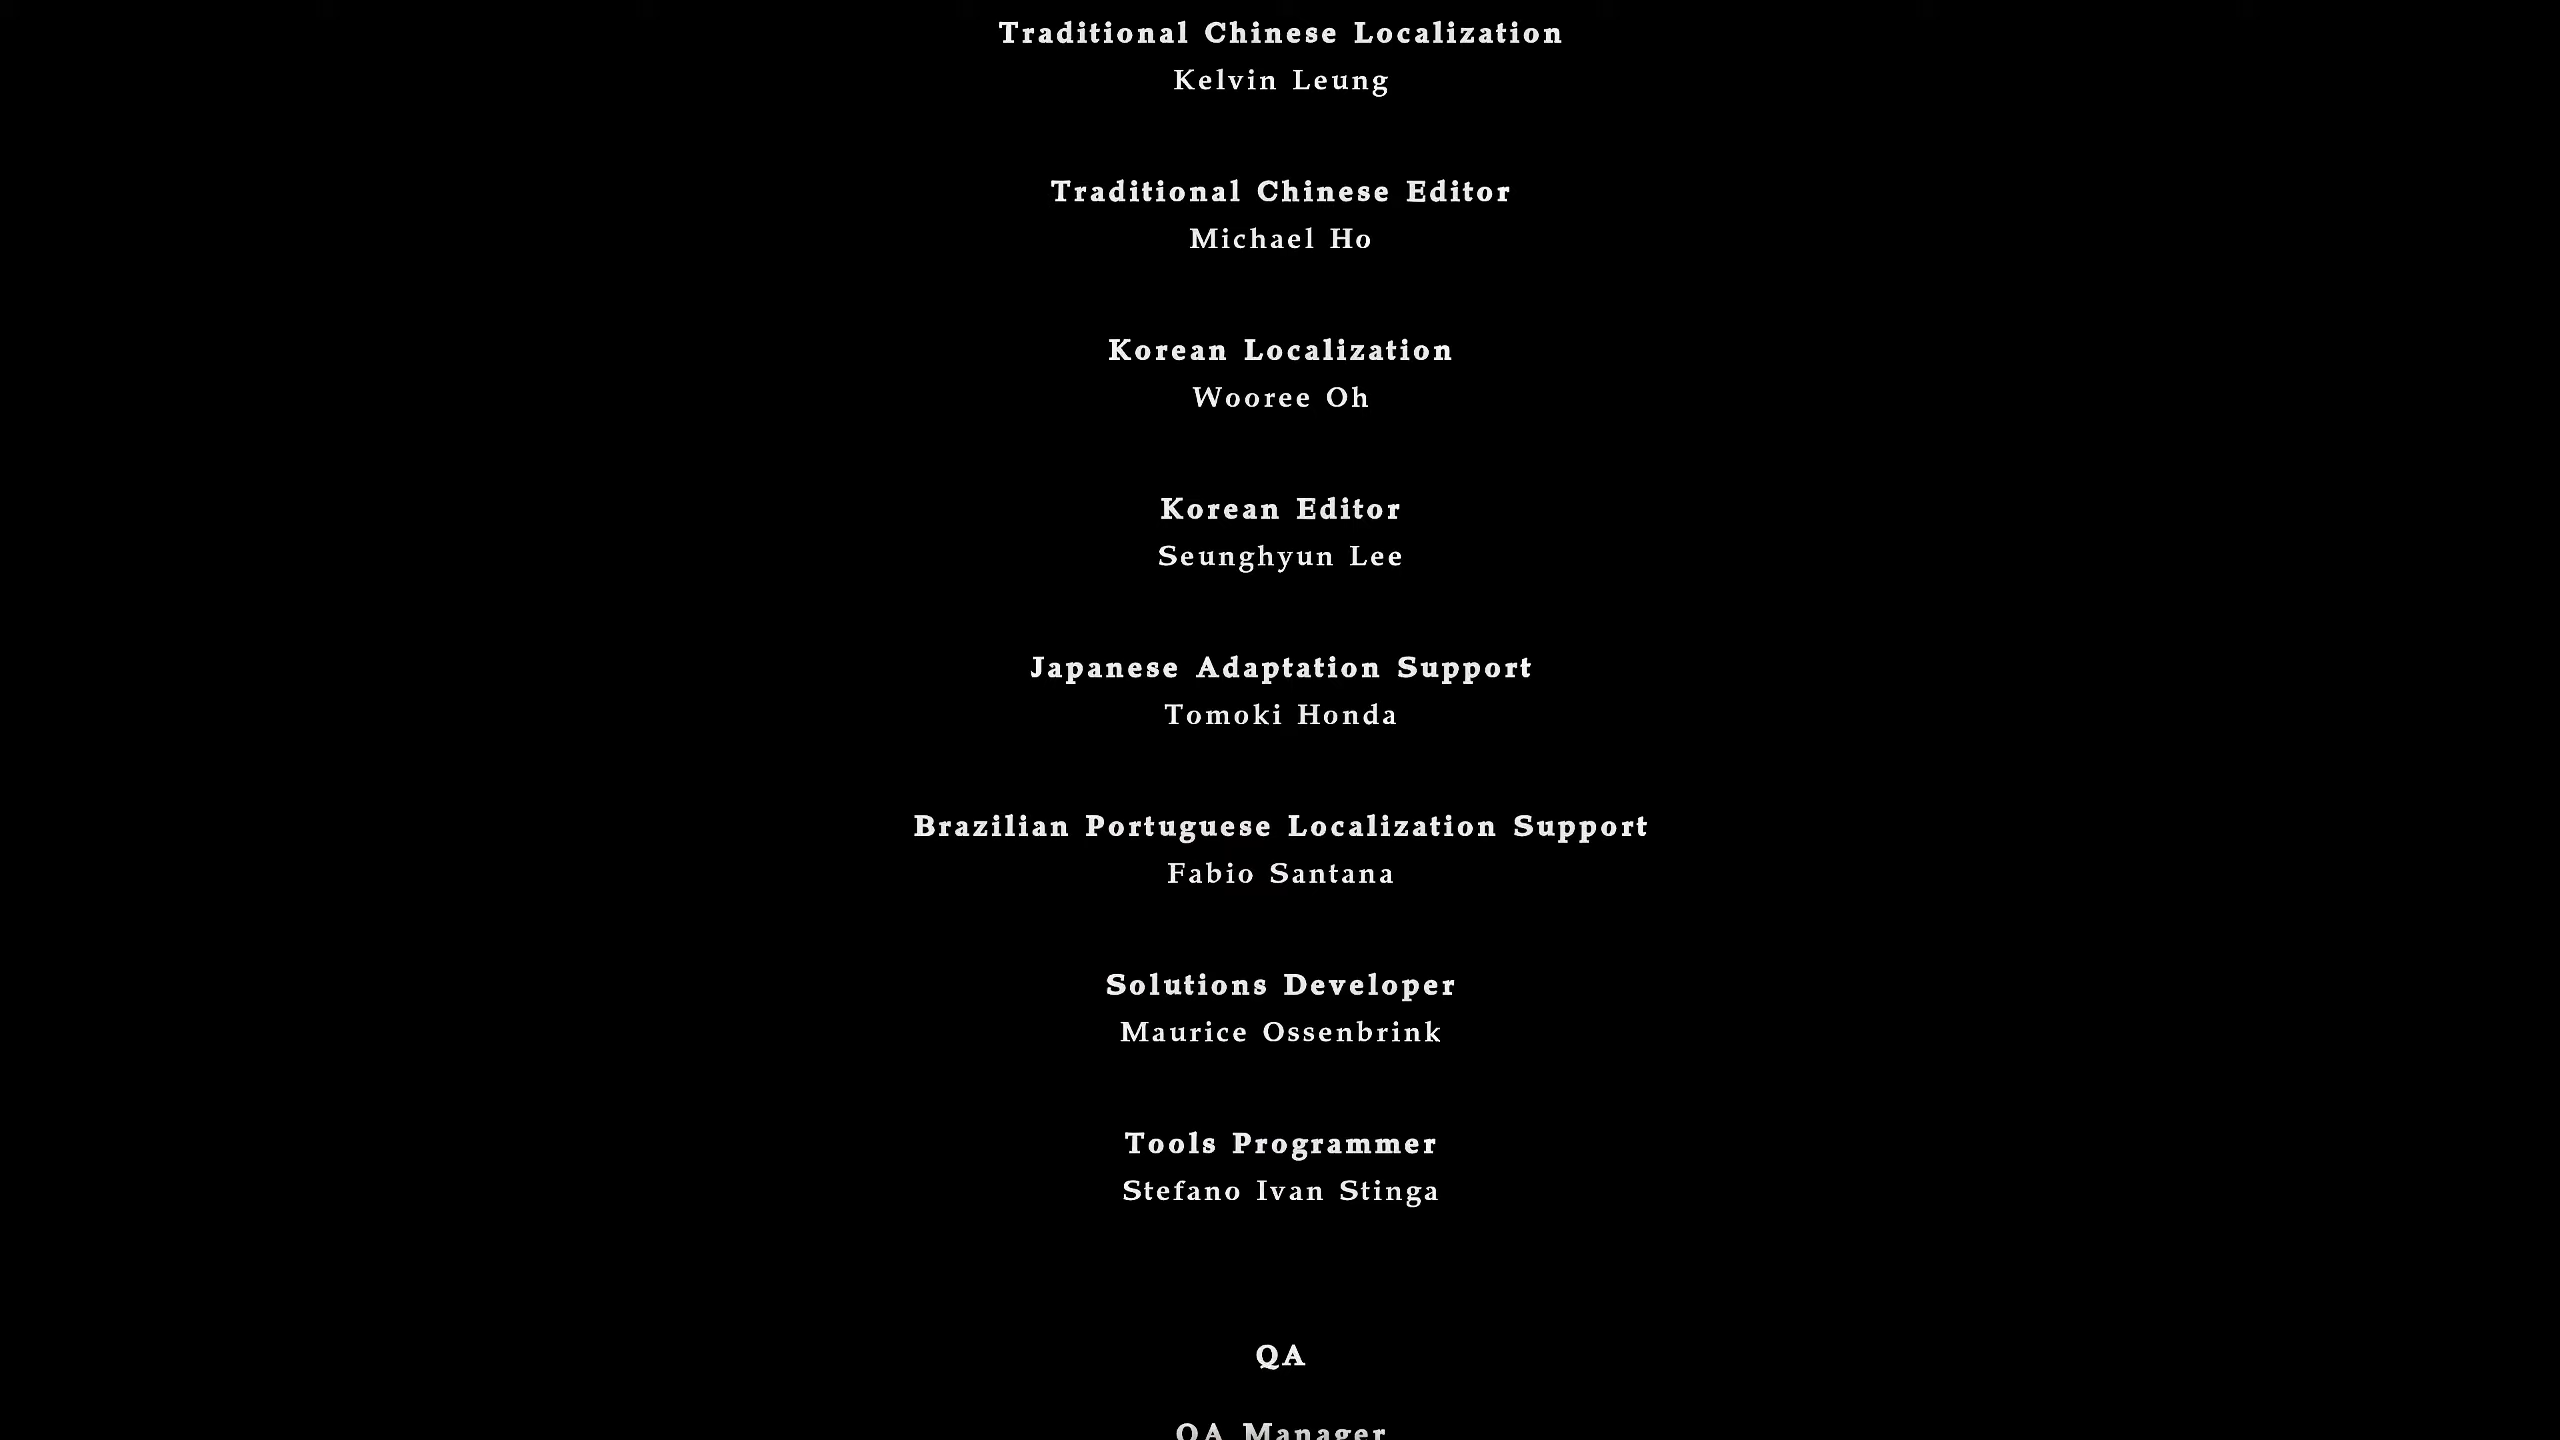 Traditional Chinese Localization
Kelvin Leung
Traditional Chinese Editor
Michael Ho
Korean Localization
Wooree Oh
Korean Editor
Seunghyun Lee
Japanese Adaptation Support
Tomoki Honda
Brazilian Portuguese Localization Support
Fabio Santana
Solutions Developer
Maurice Ossenbrink
Tools Programmer
Stefano Ivan Stinga
QA
QA Manager